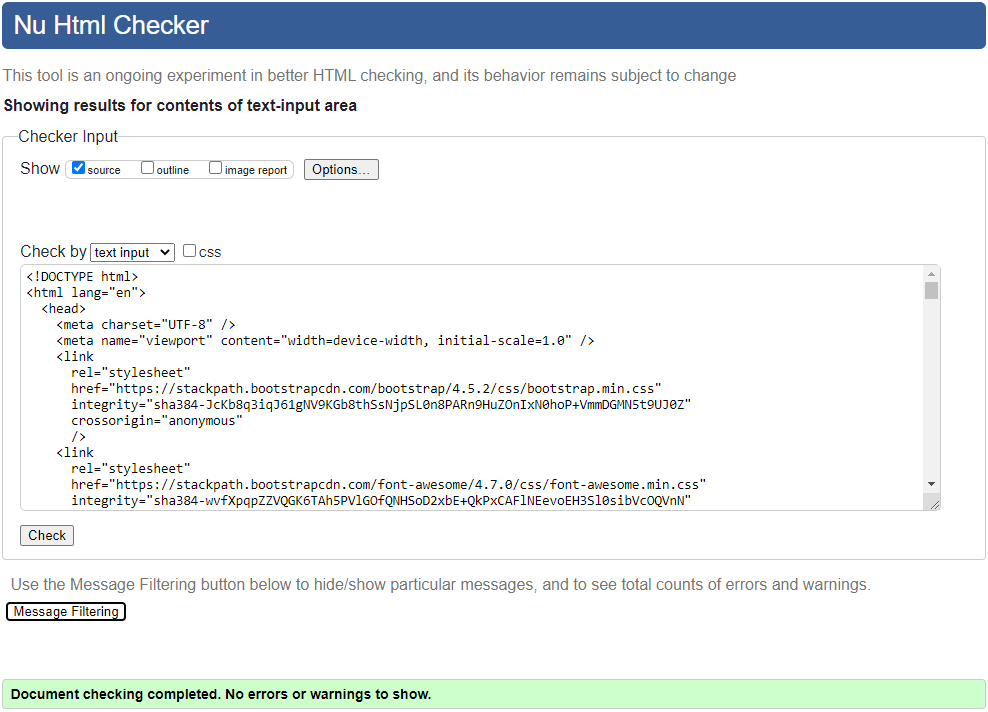 Nu Html Checker
This tool is an ongoing experiment in better HTML checking, and its behavior remains subject to change
Showing results for contents of text-input area
Checker Input
Show source outline image report Options...
Check by text input css
<!DOCTYPE html>
<html lang="en">
<head>
<meta charset="UTF-8" />
<meta name="viewport" content="width=device-width, initial-scale=1.0" />
<link
rel="stylesheet"
href="https://stackpath.bootstrapcdn.com/bootstrap/4.5.2/css/bootstrap.min.css"
integrity="sha384-JcKb8q3iqJ61gNV9KGb8thSsNjpSL0n8PARn9HuZOnIxN0hoP+VmmDGMN5t9UJ0Z"
crossorigin="anonymous"
/>
<link
rel="stylesheet"
href="https://stackpath.bootstrapcdn.com/font-awesome/4.7.0/css/font-awesome.min.css"
integrity="sha384-wvfXpqpZZVQGK6TAh5PVlGOfQNHSoD2xbE+QkPxCAFlNEevoEH3Sl0sibVcOQVnN"
Check
Use the Message Filtering button below to hide/show particular messages, and to see total counts of errors and warnings.
Message Filtering
Document checking completed. No errors or warnings to show.